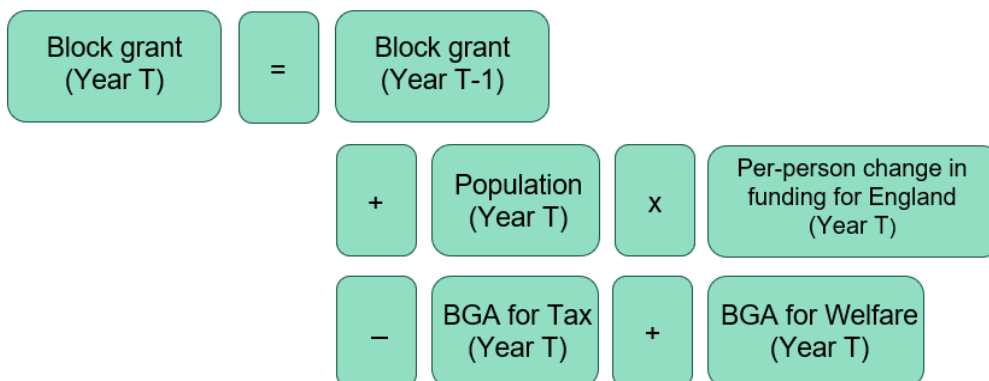 Block grant
(Year T)
=
Block grant
(Year T-1)
+
Population
(Year T)
x
Per-person change in
funding for England
(Year T)
–
BGA for Tax
(Year T)
+
BGA for Welfare
(Year T)